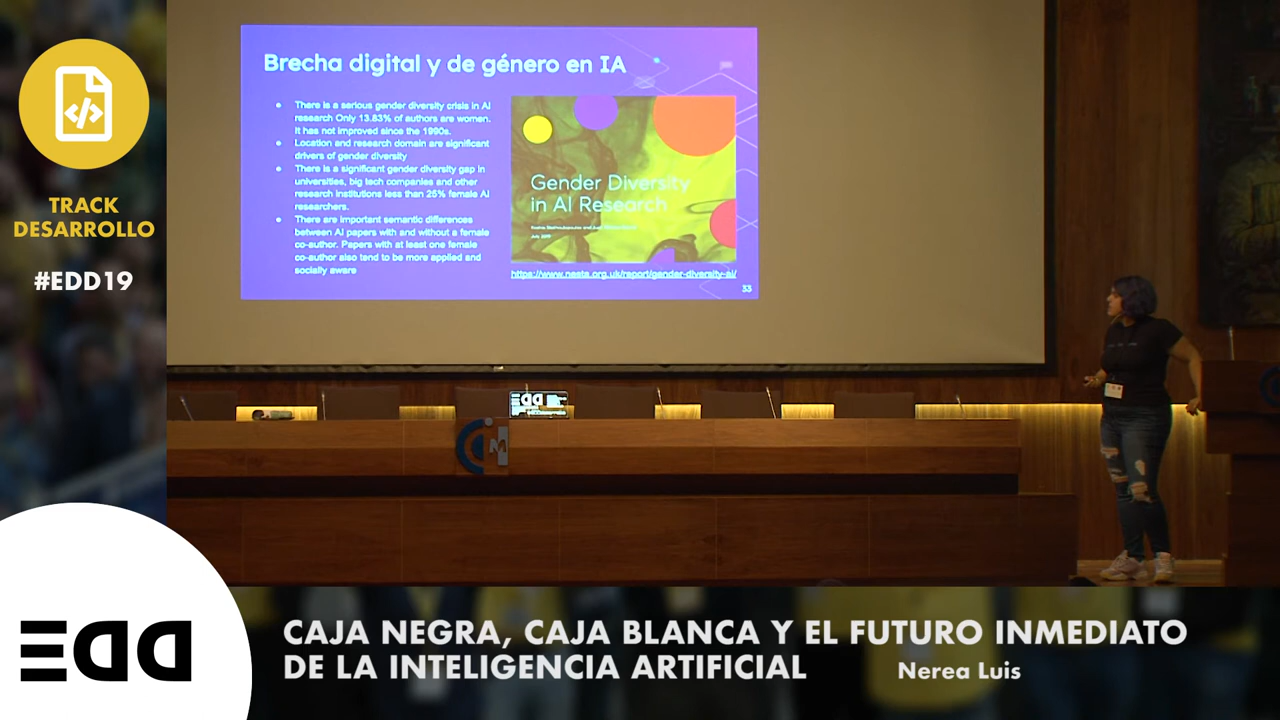 Brecha digital y de género en IA
There is a serious gender diversity crisis in AI
research Only 13.83% of authors are women.
It has not improved since the 1990s.
Location and research domain are significant
drivers of gender diversity
There is a significant gender diversity gap in
universities, big tech companies and other
research institutions less than 25% female AI
researchers.
There are important semantic differences
between AI papers with and without a female
co-author. Papers with at least one female
co-author also tend to be more applied and
socially aware
Gender Diversity
in AI Research
https://www.nesta.org.uk/report/gender-diversity-ai/
33
TRACK
DESARROLLO
#EDD19
EDD
CAJA NEGRA, CAJA BLANCA Y EL FUTURO INMEDIATO
DE LA INTELIGENCIA ARTIFICIAL
Nerea Luis